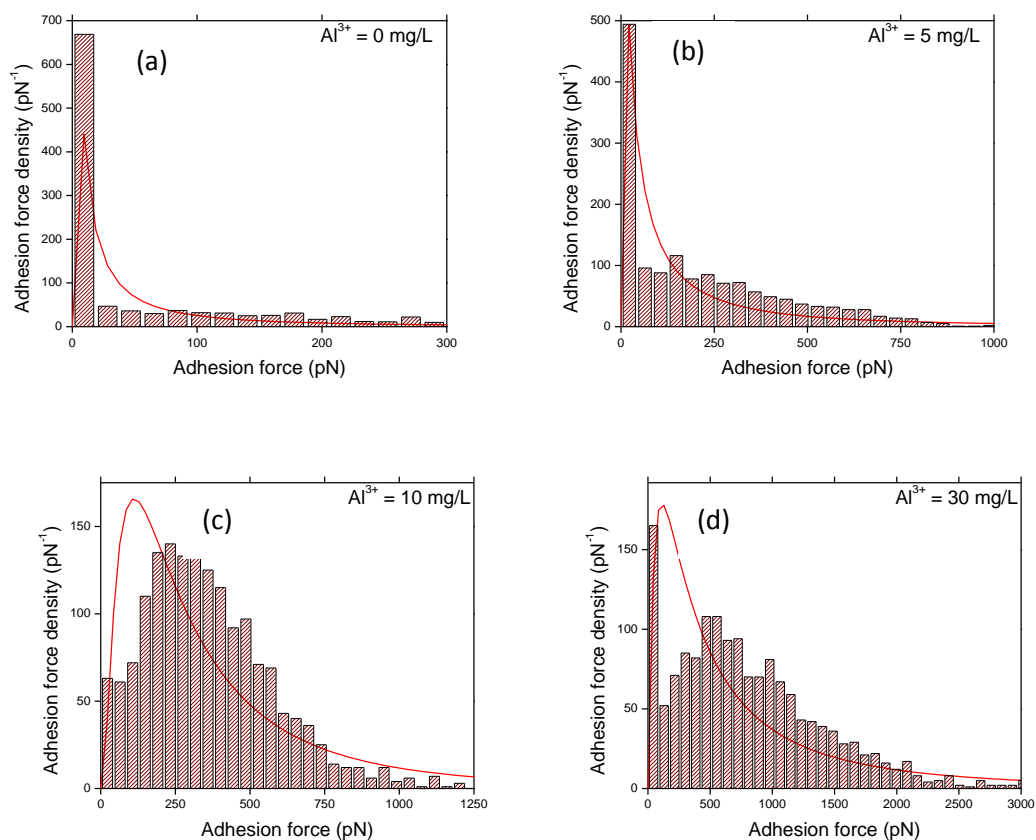 Al³⁺ = 0 mg/L
(a)
Adhesion force density (pN⁻¹)
700
600
500
400
300
200
100
0
0 100 200 300
Adhesion force (pN)
Al³⁺ = 5 mg/L
(b)
Adhesion force density (pN⁻¹)
500
400
300
200
100
0
0 250 500 750 1000
Adhesion force (pN)
Al³⁺ = 10 mg/L
(c)
Adhesion force density (pN⁻¹)
150
100
50
0
0 250 500 750 1000 1250
Adhesion force (pN)
Al³⁺ = 30 mg/L
(d)
Adhesion force density (pN⁻¹)
150
100
50
0
0 500 1000 1500 2000 2500 3000
Adhesion force (pN)